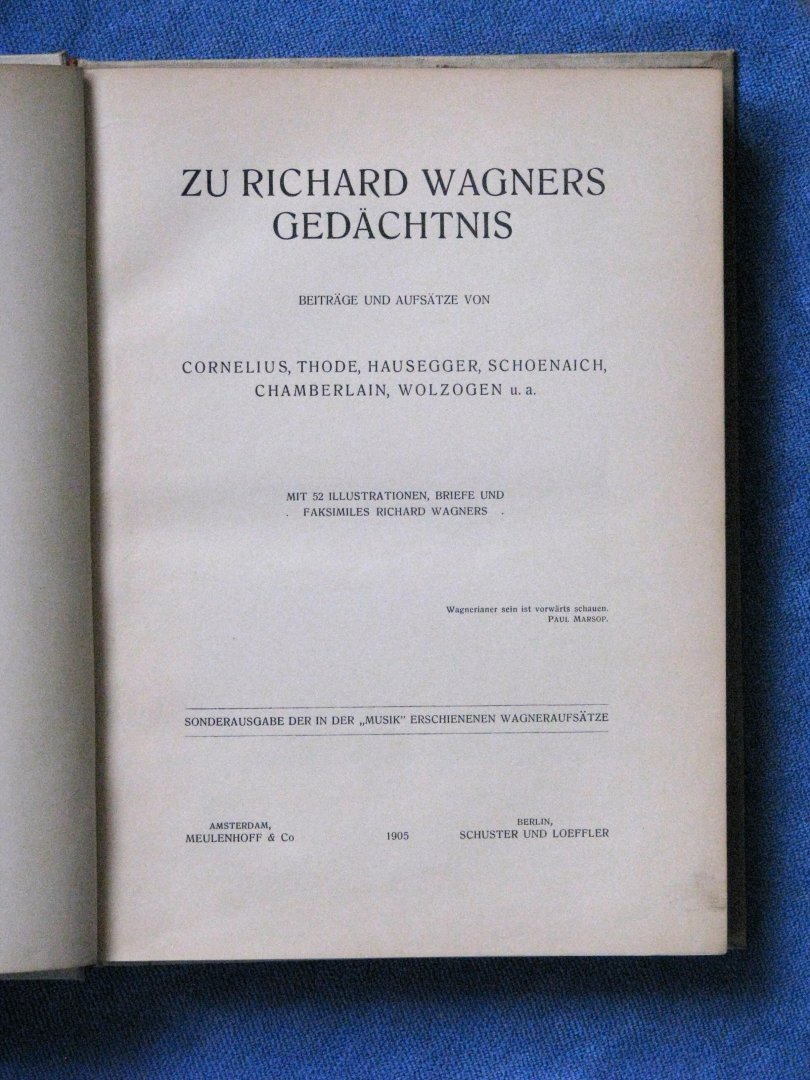 ZU RICHARD WAGNERS
GEDÄCHTNIS
BEITRÄGE UND AUFSÄTZE VON
CORNELIUS, THODE, HAUSEGGER, SCHOENAICH,
CHAMBERLAIN, WOLZOGEN u. a.
MIT 52 ILLUSTRATIONEN, BRIEFE UND
. FAKSIMILES RICHARD WAGNERS .
Wagnerianer sein ist vorwärts schauen.
PAUL MARSOP.
SONDERAUSGABE DER IN DER „MUSIK" ERSCHIENENEN WAGNERAUFSÄTZE
AMSTERDAM,
MEULENHOFF & Co
1905
BERLIN,
SCHUSTER UND LOEFFLER